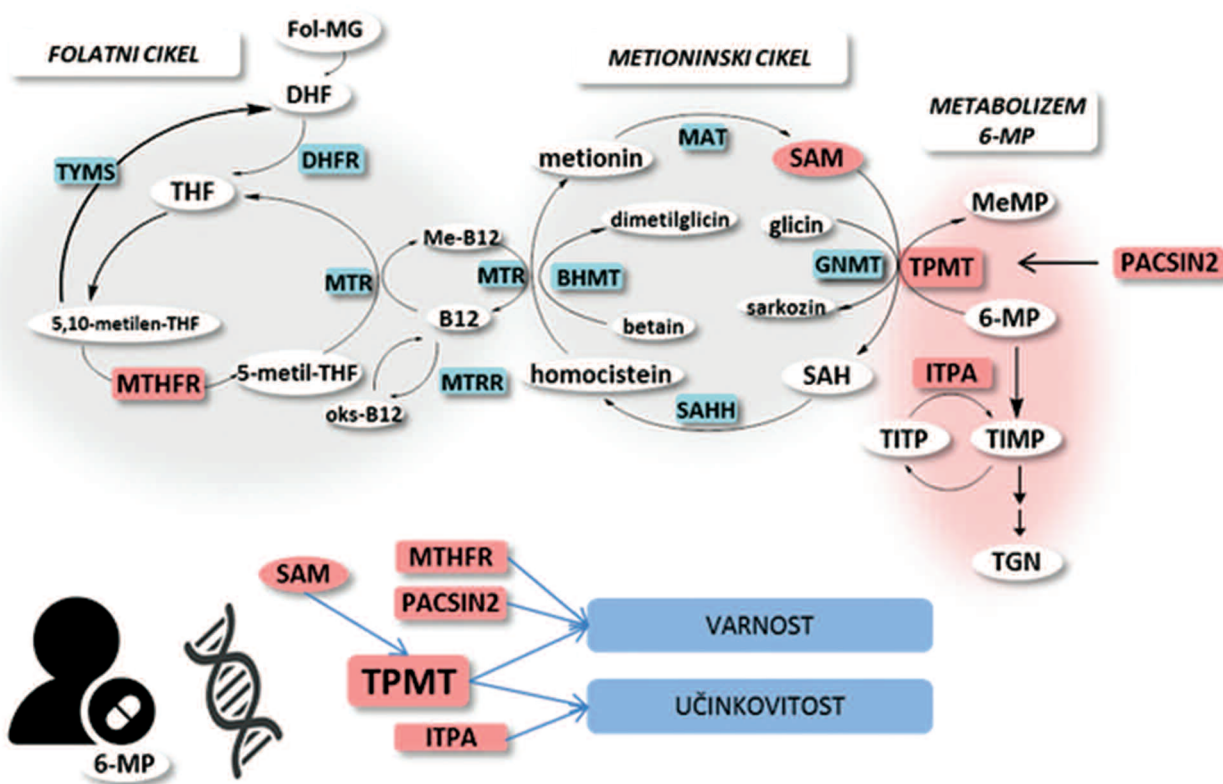 FOLATNI CIKEL
Fol-MG
DHF
TYMS
DHFR
THF
5,10-metilen-THF
MTHFR
5-metil-THF
MTR
Me-B12
MTR
B12
MTRR
oks-B12
METIONINSKI CIKEL
metionin
MAT
SAM
dimetilglicin
glicin
BHMT
GNMT
betain
sarkozin
homocistein
SAHH
SAH
METABOLIZEM
6-MP
MeMP
TPMT
PACSIN2
6-MP
ITPA
TITP
TIMP
TGN
SAM
MTHFR
PACSIN2
TPMT
ITPA
VARNOST
UČINKOVITOST
6-MP